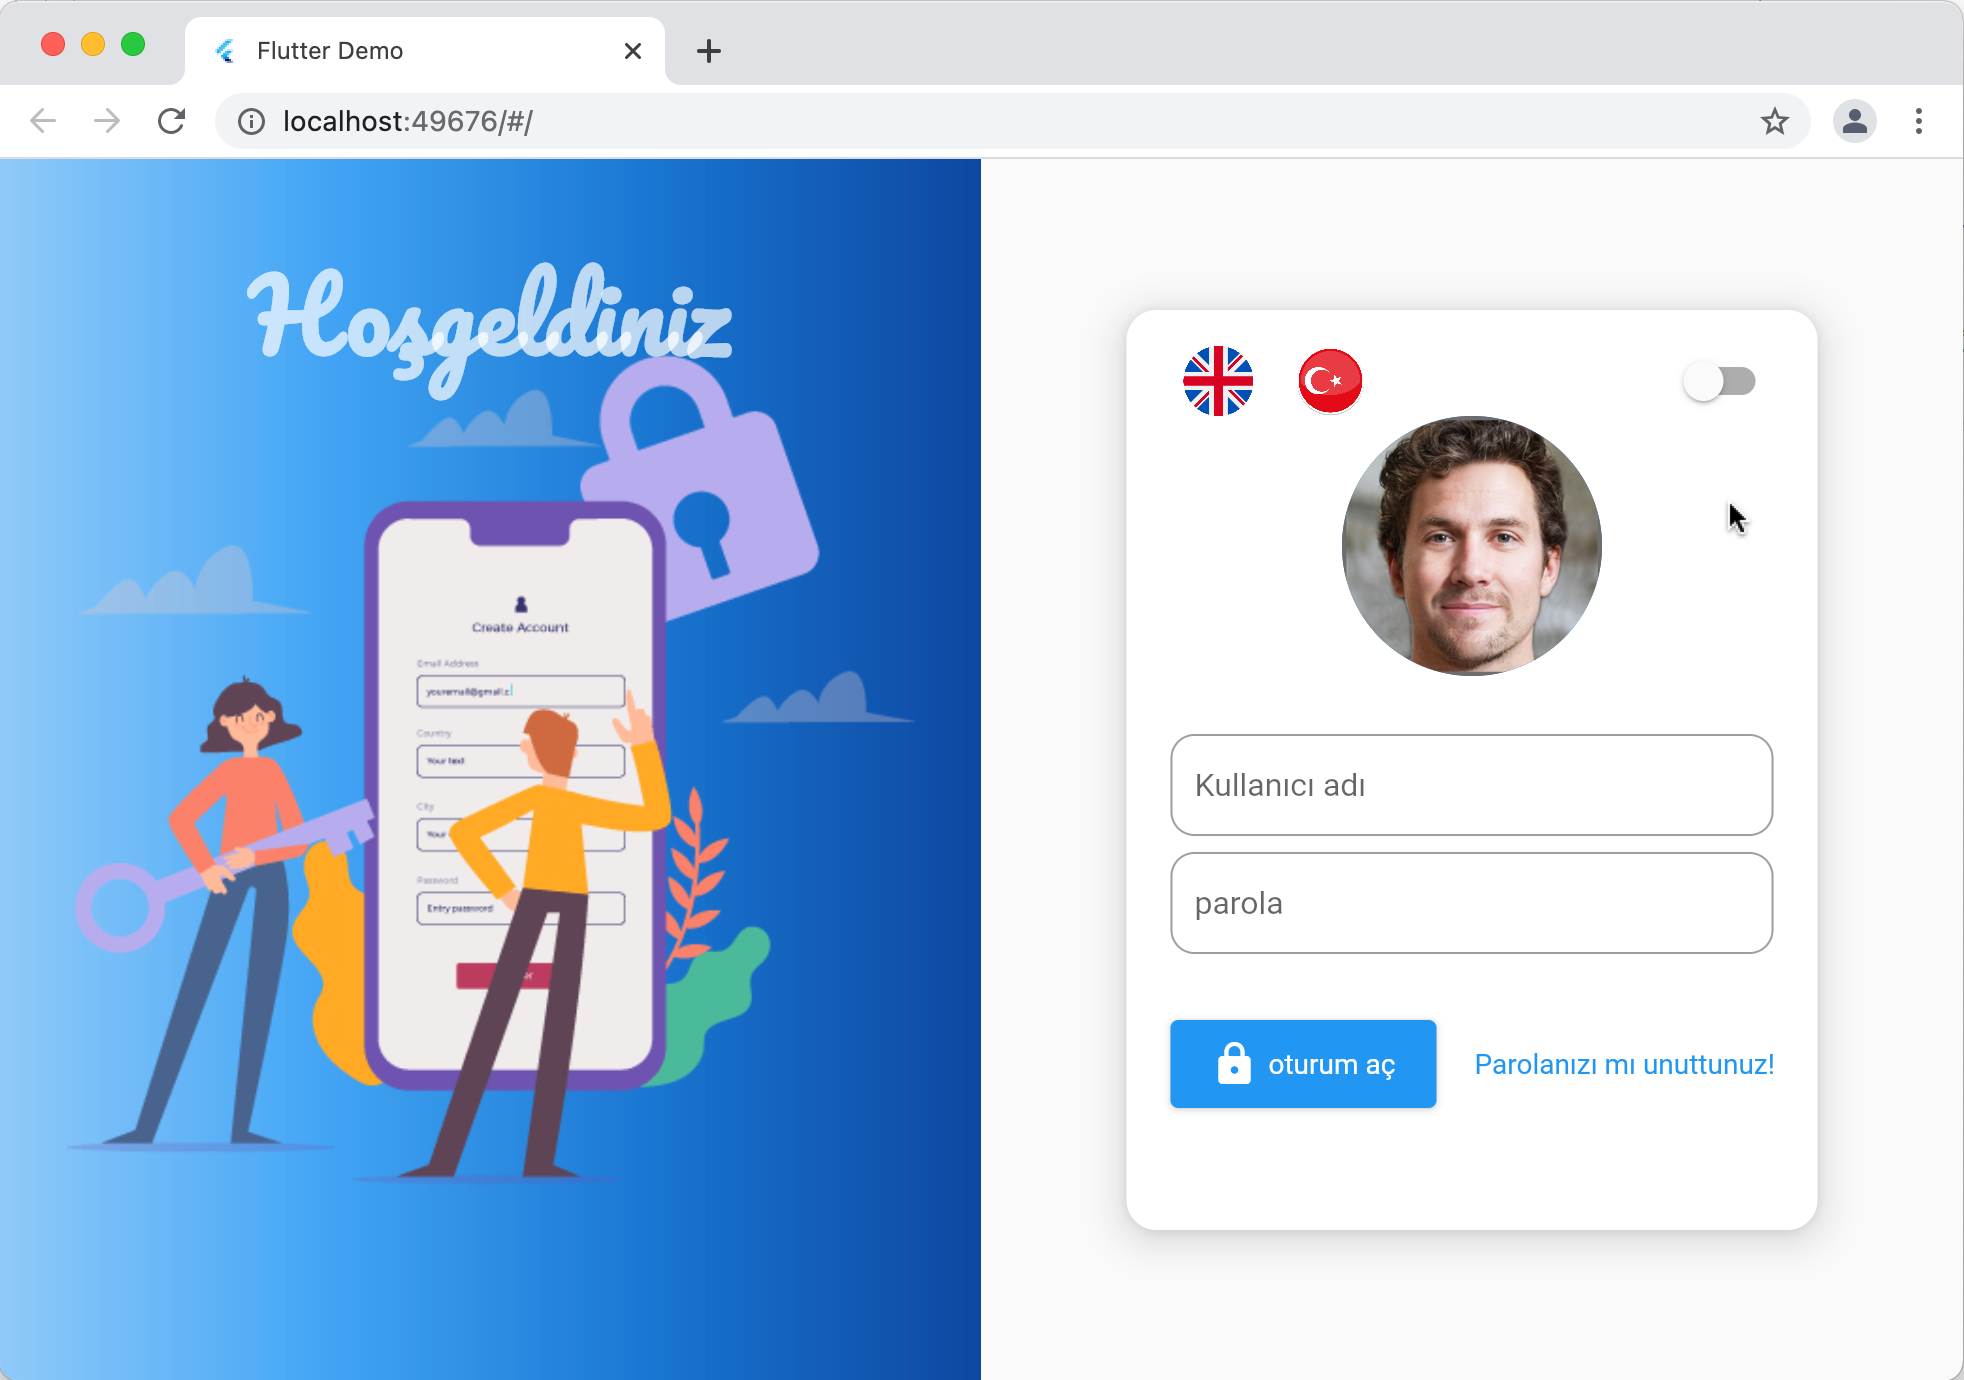 Flutter Demo
localhost:49676/#/
Hoşgeldiniz
Create Account
Email Address
youremail@gmail.c
Country
Your text
City
Your
Password
Entry password
Kullanıcı adı
parola
oturum aç
Parolanızı mı unuttunuz!